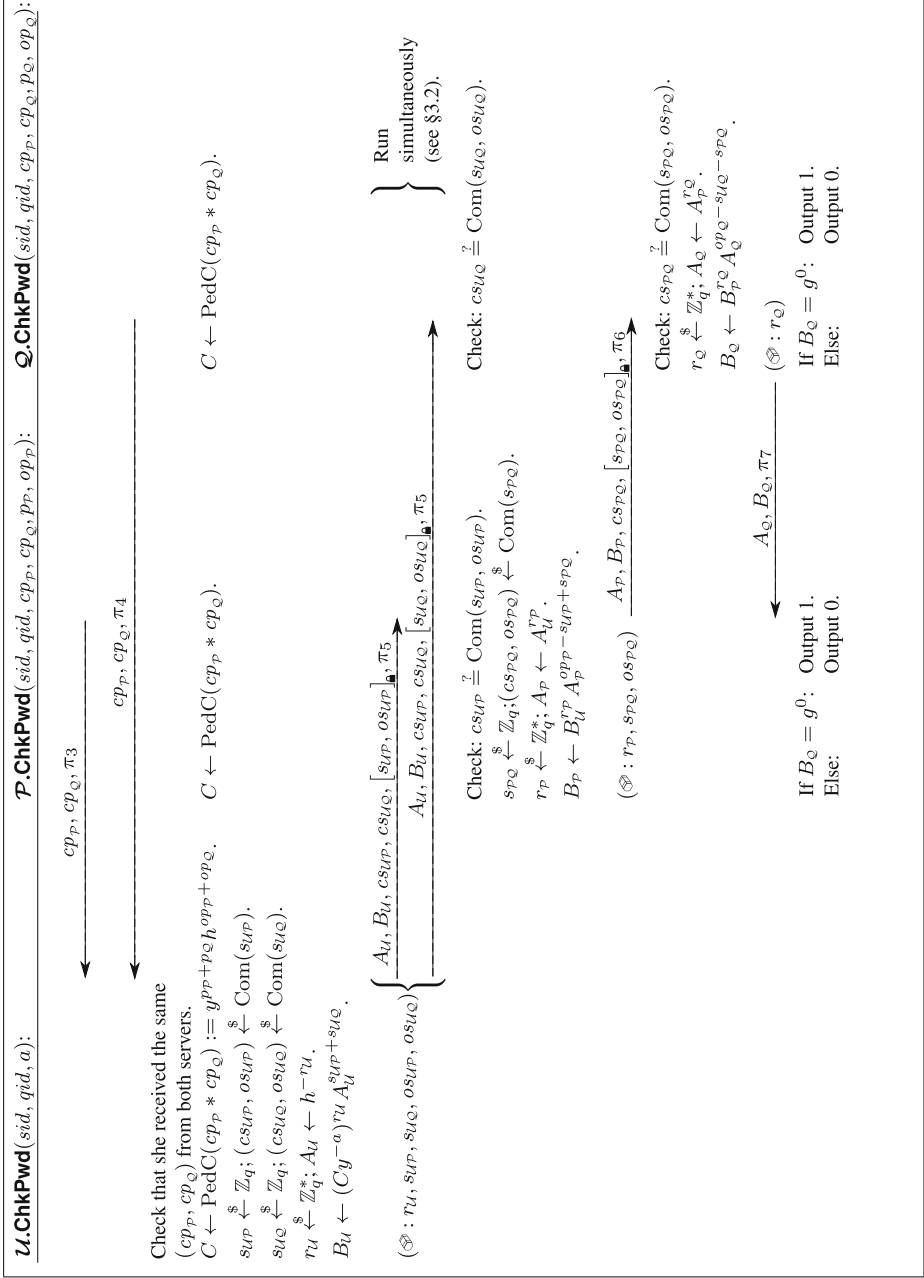 𝒰.ChkPwd(sid, qid, a):
𝒫.ChkPwd(sid, qid, cp_𝒫, cp_𝒬, p_𝒫, op_𝒫):
𝒬.ChkPwd(sid, qid, cp_𝒫, cp_𝒬, p_𝒬, op_𝒬):
cp_𝒫, cp_𝒬, π3
cp_𝒫, cp_𝒬, π4
Check that she received the same
(cp_𝒫, cp_𝒬) from both servers.
C ← PedC(cp_𝒫 * cp_𝒬) := y^{p_𝒫+p_𝒬} h^{op_𝒫+op_𝒬}.
C ← PedC(cp_𝒫 * cp_𝒬).
C ← PedC(cp_𝒫 * cp_𝒬).
s_{𝒰𝒫} ←$ ℤ_q; (cs_{𝒰𝒫}, os_{𝒰𝒫}) ←$ Com(s_{𝒰𝒫}).
s_{𝒰𝒬} ←$ ℤ_q; (cs_{𝒰𝒬}, os_{𝒰𝒬}) ←$ Com(s_{𝒰𝒬}).
r_𝒰 ←$ ℤ*_q; A_𝒰 ← h^{-r_𝒰}.
B_𝒰 ← (Cy^{-a})^{r_𝒰} A_𝒰^{s_{𝒰𝒫}+s_{𝒰𝒬}}.
(🎲 : r_𝒰, s_{𝒰𝒫}, s_{𝒰𝒬}, os_{𝒰𝒫}, os_{𝒰𝒬})
A_𝒰, B_𝒰, cs_{𝒰𝒫}, cs_{𝒰𝒬}, [s_{𝒰𝒫}, os_{𝒰𝒫}]🔒, π5
A_𝒰, B_𝒰, cs_{𝒰𝒫}, cs_{𝒰𝒬}, [s_{𝒰𝒬}, os_{𝒰𝒬}]🔒, π5
Run
simultaneously
(see §3.2).
Check: cs_{𝒰𝒫} ≟ Com(s_{𝒰𝒫}, os_{𝒰𝒫}).
Check: cs_{𝒰𝒬} ≟ Com(s_{𝒰𝒬}, os_{𝒰𝒬}).
s_{𝒫𝒬} ←$ ℤ_q; (cs_{𝒫𝒬}, os_{𝒫𝒬}) ←$ Com(s_{𝒫𝒬}).
r_𝒫 ←$ ℤ*_q; A_𝒫 ← A_𝒰^{r_𝒫}.
B_𝒫 ← B_𝒰^{r_𝒫} A_𝒫^{op_𝒫-s_{𝒰𝒫}+s_{𝒫𝒬}}.
(🎲 : r_𝒫, s_{𝒫𝒬}, os_{𝒫𝒬})
A_𝒫, B_𝒫, cs_{𝒫𝒬}, [s_{𝒫𝒬}, os_{𝒫𝒬}]🔒, π6
Check: cs_{𝒫𝒬} ≟ Com(s_{𝒫𝒬}, os_{𝒫𝒬}).
r_𝒬 ←$ ℤ*_q; A_𝒬 ← A_𝒫^{r_𝒬}.
B_𝒬 ← B_𝒫^{r_𝒬} A_𝒬^{op_𝒬-s_{𝒰𝒬}-s_{𝒫𝒬}}.
A_𝒬, B_𝒬, π7
(🎲 : r_𝒬)
If B_𝒬 = g^0: Output 1.
Else: Output 0.
If B_𝒬 = g^0: Output 1.
Else: Output 0.